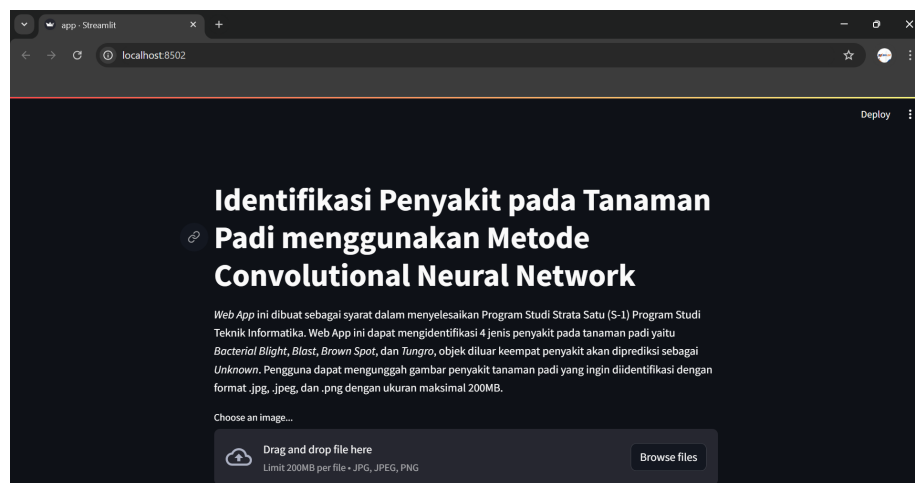 app · Streamlit
localhost:8502
Deploy
Identifikasi Penyakit pada Tanaman
Padi menggunakan Metode
Convolutional Neural Network
Web App ini dibuat sebagai syarat dalam menyelesaikan Program Studi Strata Satu (S-1) Program Studi
Teknik Informatika. Web App ini dapat mengidentifikasi 4 jenis penyakit pada tanaman padi yaitu
Bacterial Blight, Blast, Brown Spot, dan Tungro, objek diluar keempat penyakit akan diprediksi sebagai
Unknown. Pengguna dapat mengunggah gambar penyakit tanaman padi yang ingin diidentifikasi dengan
format .jpg, .jpeg, dan .png dengan ukuran maksimal 200MB.
Choose an image...
Drag and drop file here
Limit 200MB per file • JPG, JPEG, PNG
Browse files